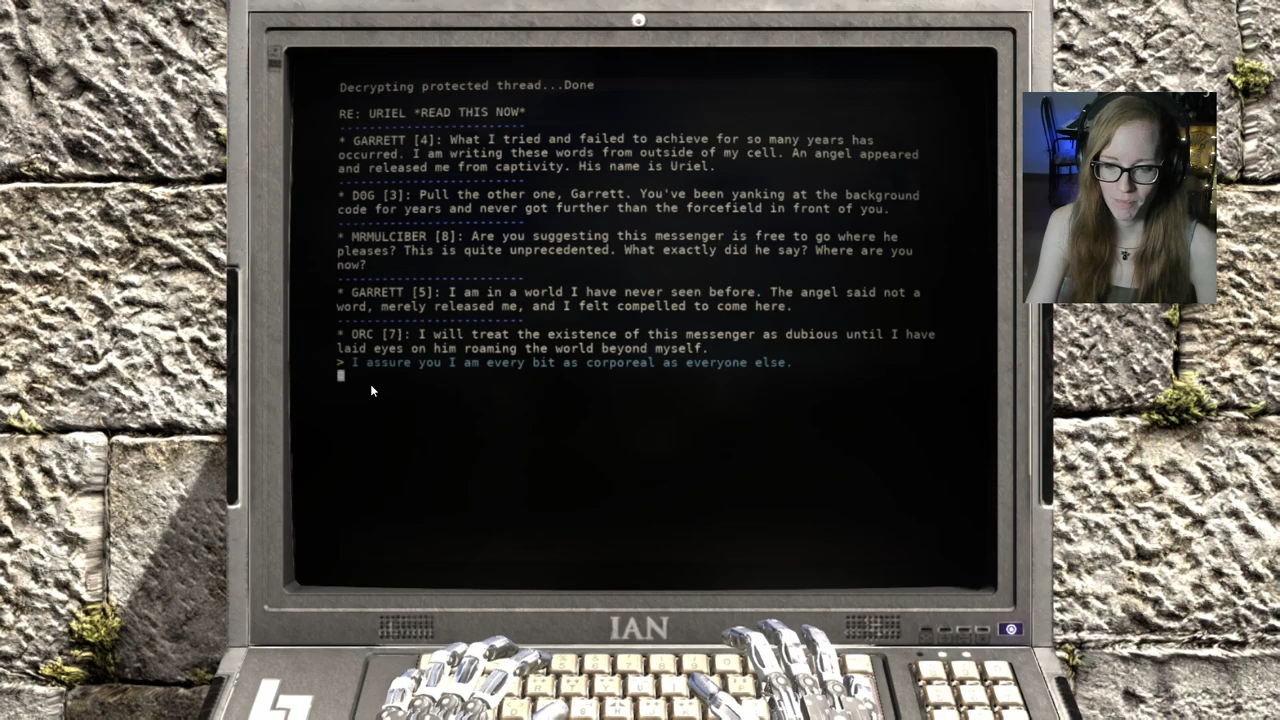 Decrypting protected thread...Done
RE: URIEL *READ THIS NOW*
------------------------
* GARRETT [4]: What I tried and failed to achieve for so many years has
occurred. I am writing these words from outside of my cell. An angel appeared
and released me from captivity. His name is Uriel.
------------------------
* D0G [3]: Pull the other one, Garrett. You've been yanking at the background
code for years and never got further than the forcefield in front of you.
------------------------
* MRMULCIBER [8]: Are you suggesting this messenger is free to go where he
pleases? This is quite unprecedented. What exactly did he say? Where are you
now?
------------------------
* GARRETT [5]: I am in a world I have never seen before. The angel said not a
word, merely released me, and I felt compelled to come here.
------------------------
* ORC [7]: I will treat the existence of this messenger as dubious until I have
laid eyes on him roaming the world beyond myself.
> I assure you I am every bit as corporeal as everyone else.
IAN